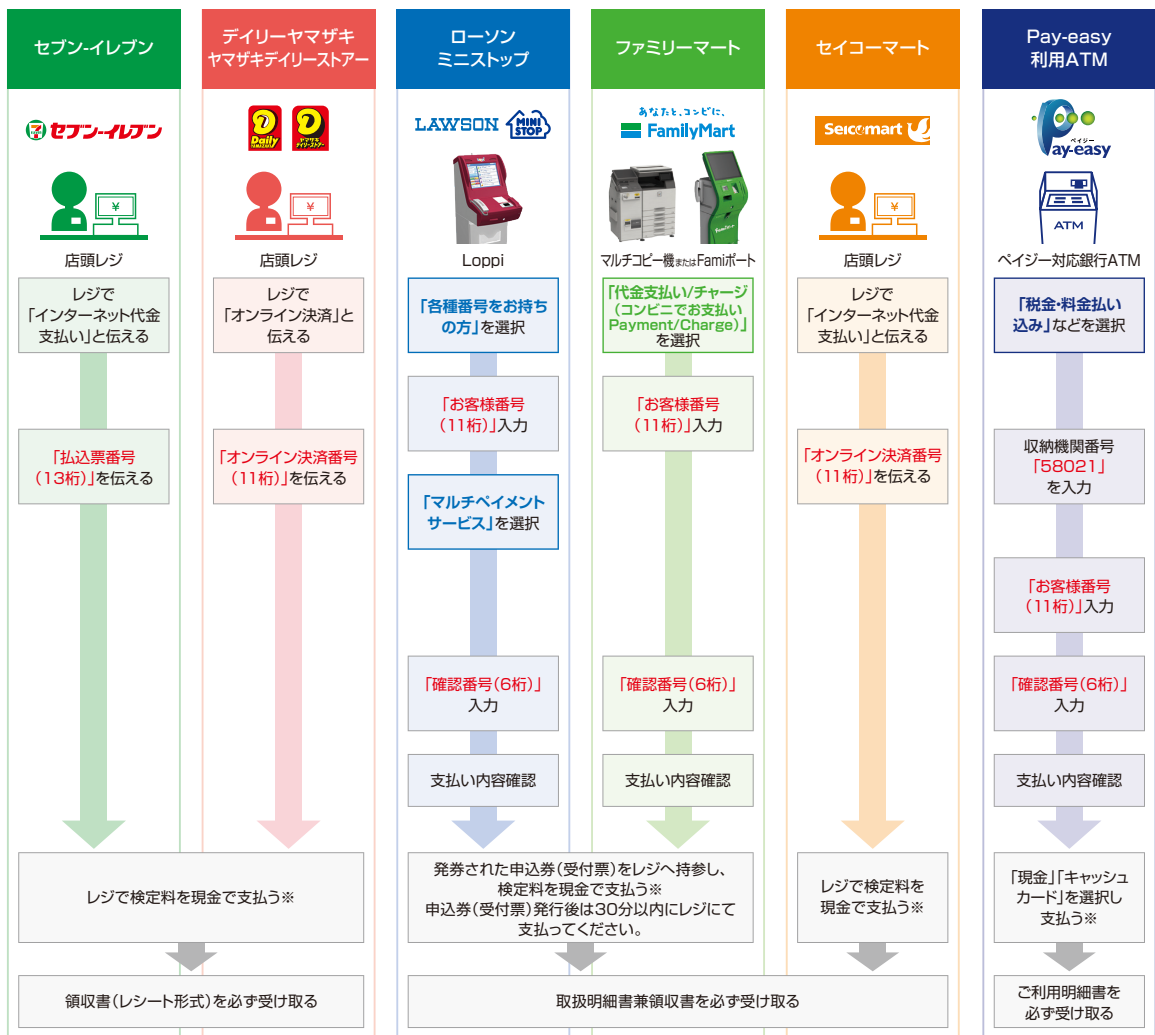 セブン-イレブン
デイリーヤマザキ
ヤマザキデイリーストアー
ローソン
ミニストップ
ファミリーマート
セイコーマート
Pay-easy
利用ATM
セブン-イレブン
Daily
YAMAZAKI
ヤマザキ
デイリーストアー
LAWSON
MINI
STOP
あなたと、コンビに、
FamilyMart
Seicomart
ペイジー
Pay-easy
¥
¥
Loppi
Famiポート
¥
ATM
店頭レジ
店頭レジ
Loppi
マルチコピー機またはFamiポート
店頭レジ
ペイジー対応銀行ATM
レジで
「インターネット代金
支払い」と伝える
レジで
「オンライン決済」と
伝える
「各種番号をお持ち
の方」を選択
「代金支払い/チャージ
(コンビニでお支払い
Payment/Charge)」
を選択
レジで
「インターネット代金
支払い」と伝える
「税金・料金払い
込み」などを選択
「お客様番号
(11桁)」入力
「お客様番号
(11桁)」入力
「払込票番号
(13桁)」を伝える
「オンライン決済番号
(11桁)」を伝える
「マルチペイメント
サービス」を選択
「オンライン決済番号
(11桁)」を伝える
収納機関番号
「58021」
を入力
「お客様番号
(11桁)」入力
「確認番号(6桁)」
入力
「確認番号(6桁)」
入力
「確認番号(6桁)」
入力
支払い内容確認
支払い内容確認
支払い内容確認
レジで検定料を現金で支払う※
発券された申込券(受付票)をレジへ持参し、
検定料を現金で支払う※
申込券(受付票)発行後は30分以内にレジにて
支払ってください。
レジで検定料を
現金で支払う※
「現金」「キャッシュ
カード」を選択し
支払う※
領収書(レシート形式)を必ず受け取る
取扱明細書兼領収書を必ず受け取る
ご利用明細書を
必ず受け取る